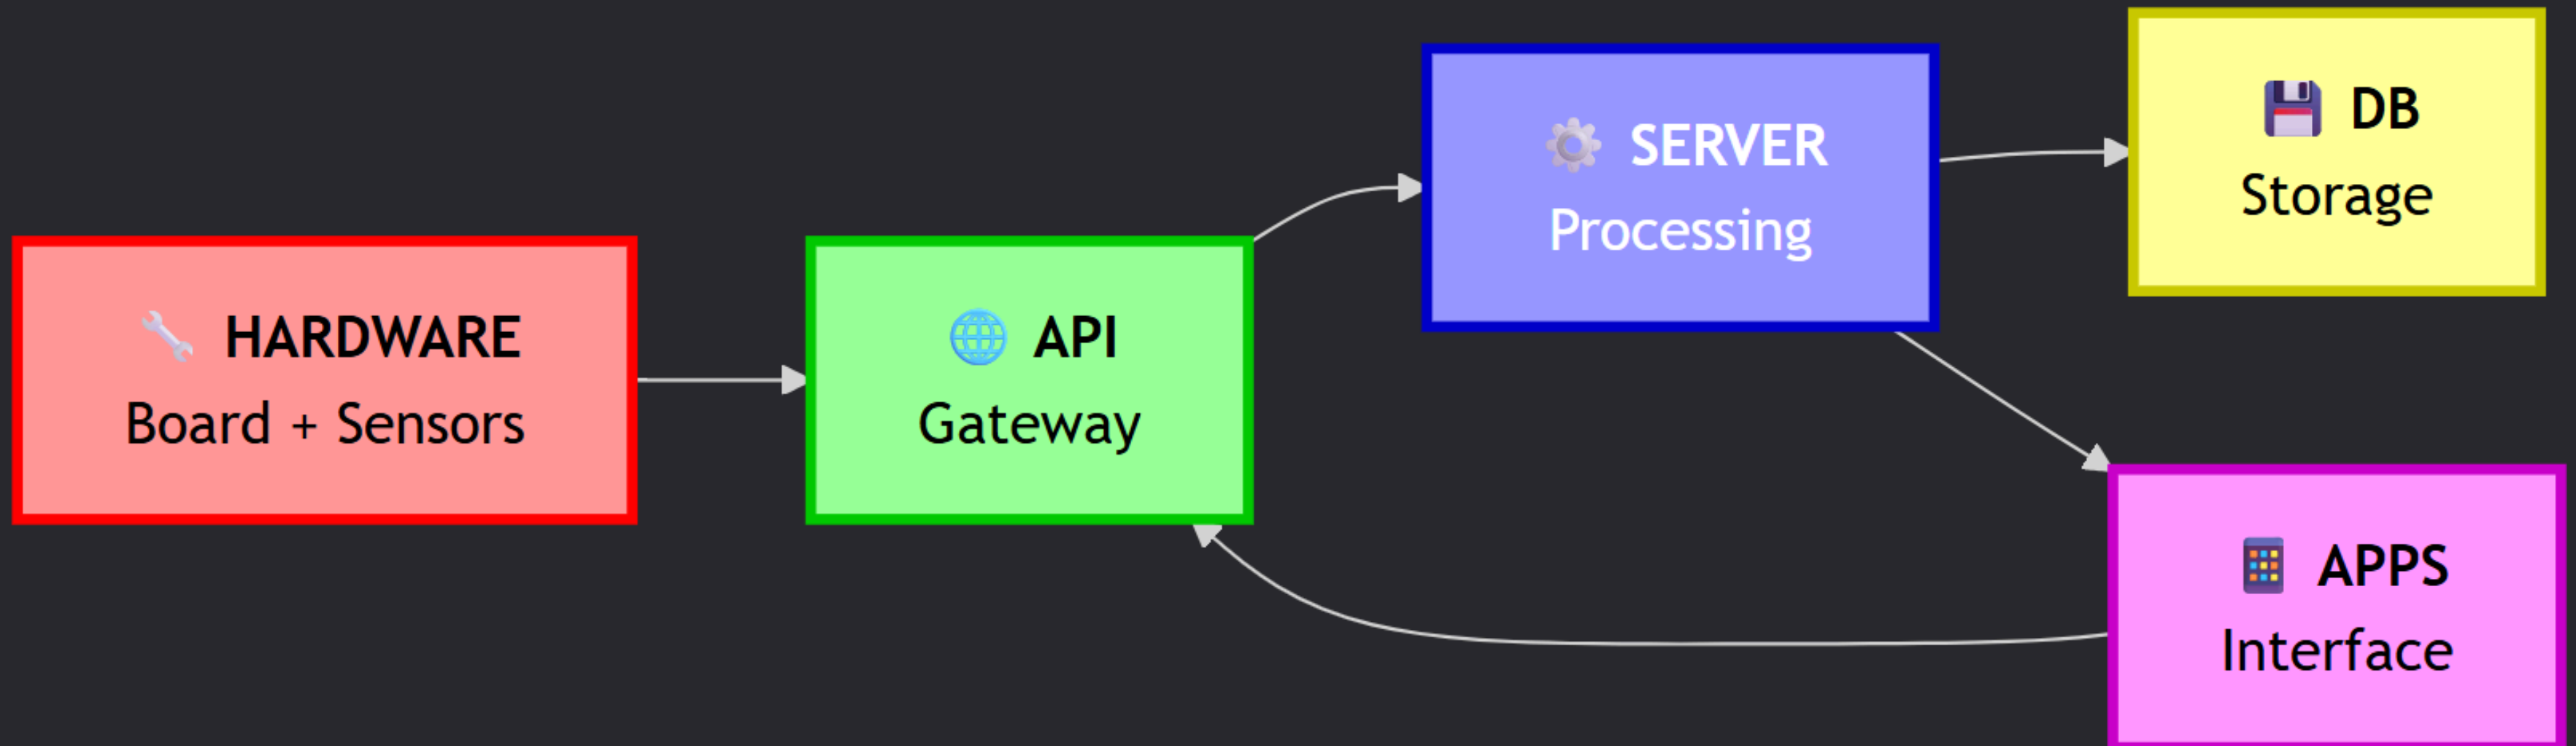 HARDWARE
Board + Sensors
API
Gateway
SERVER
Processing
DB
Storage
APPS
Interface